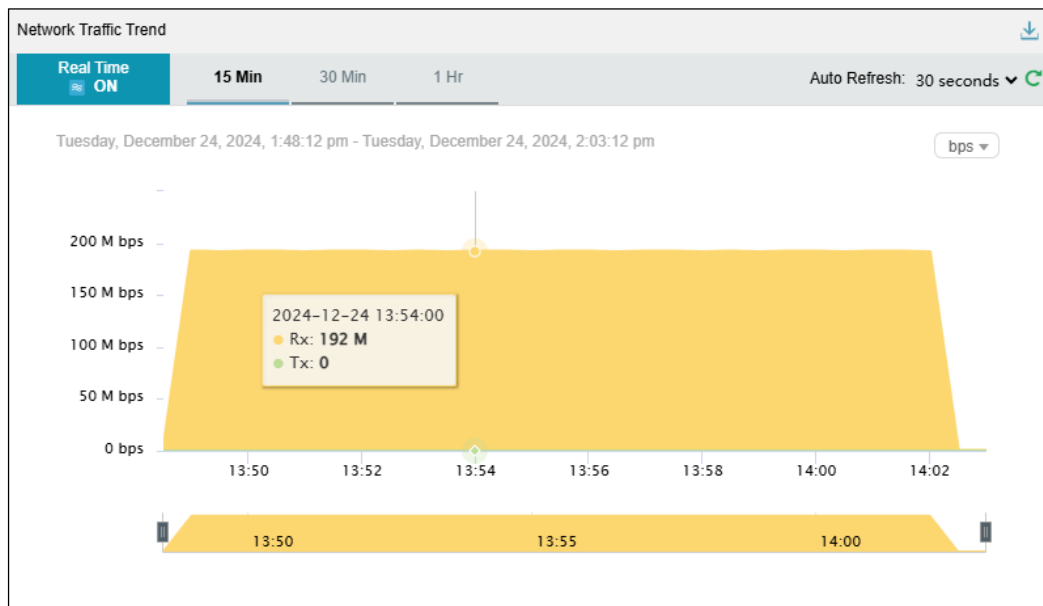 Network Traffic Trend
Real Time
ON
15 Min
30 Min
1 Hr
Auto Refresh: 30 seconds
Tuesday, December 24, 2024, 1:48:12 pm - Tuesday, December 24, 2024, 2:03:12 pm
bps
200 M bps
150 M bps
100 M bps
50 M bps
0 bps
2024-12-24 13:54:00
Rx: 192 M
Tx: 0
13:50 13:52 13:54 13:56 13:58 14:00 14:02
13:50 13:55 14:00